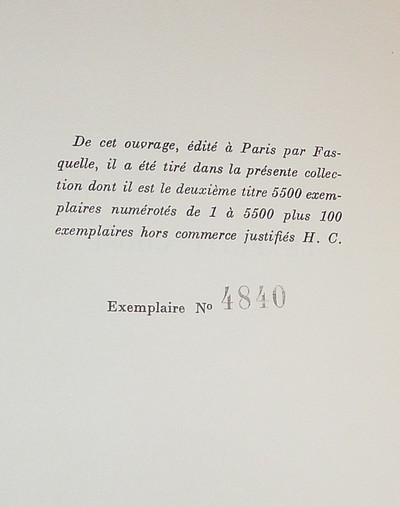 De cet ouvrage, édité à Paris par Fas-
quelle, il a été tiré dans la présente collec-
tion dont il est le deuxième titre 5500 exem-
plaires numérotés de 1 à 5500 plus 100
exemplaires hors commerce justifiés H. C.
Exemplaire Nº 4840